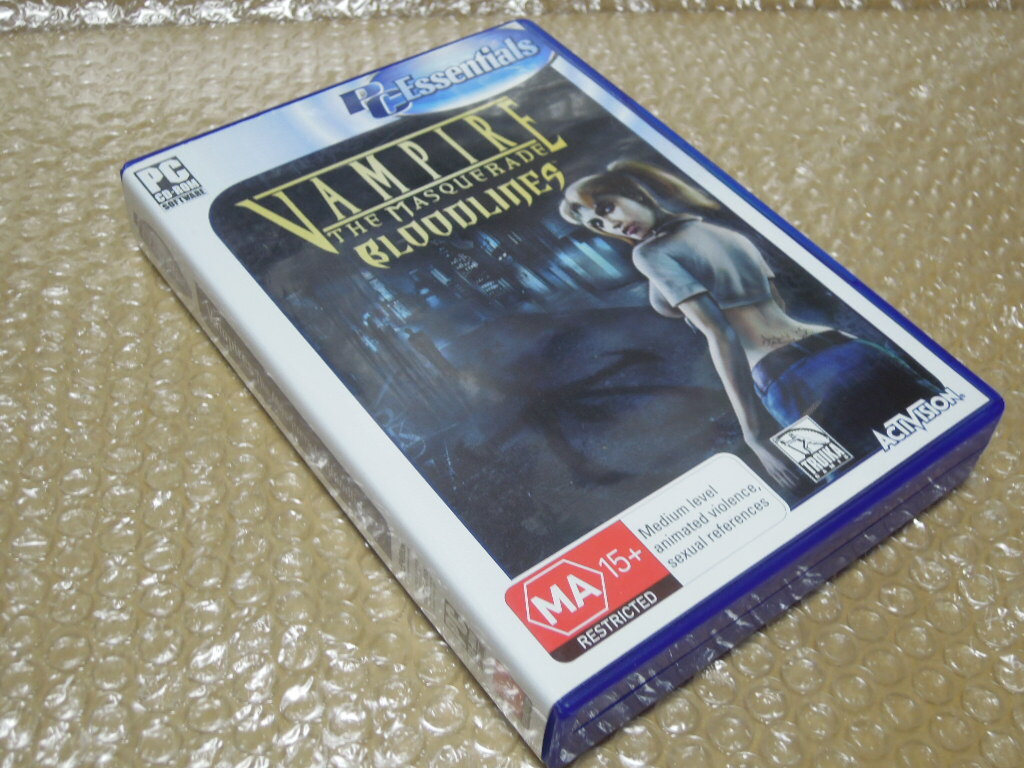 PC Essentials
PC
CD-ROM
SOFTWARE
VAMPIRE
THE MASQUERADE
BLOODLINES
ACTIVISION
TROIKA
MA 15+
RESTRICTED
Medium level
animated violence,
sexual references